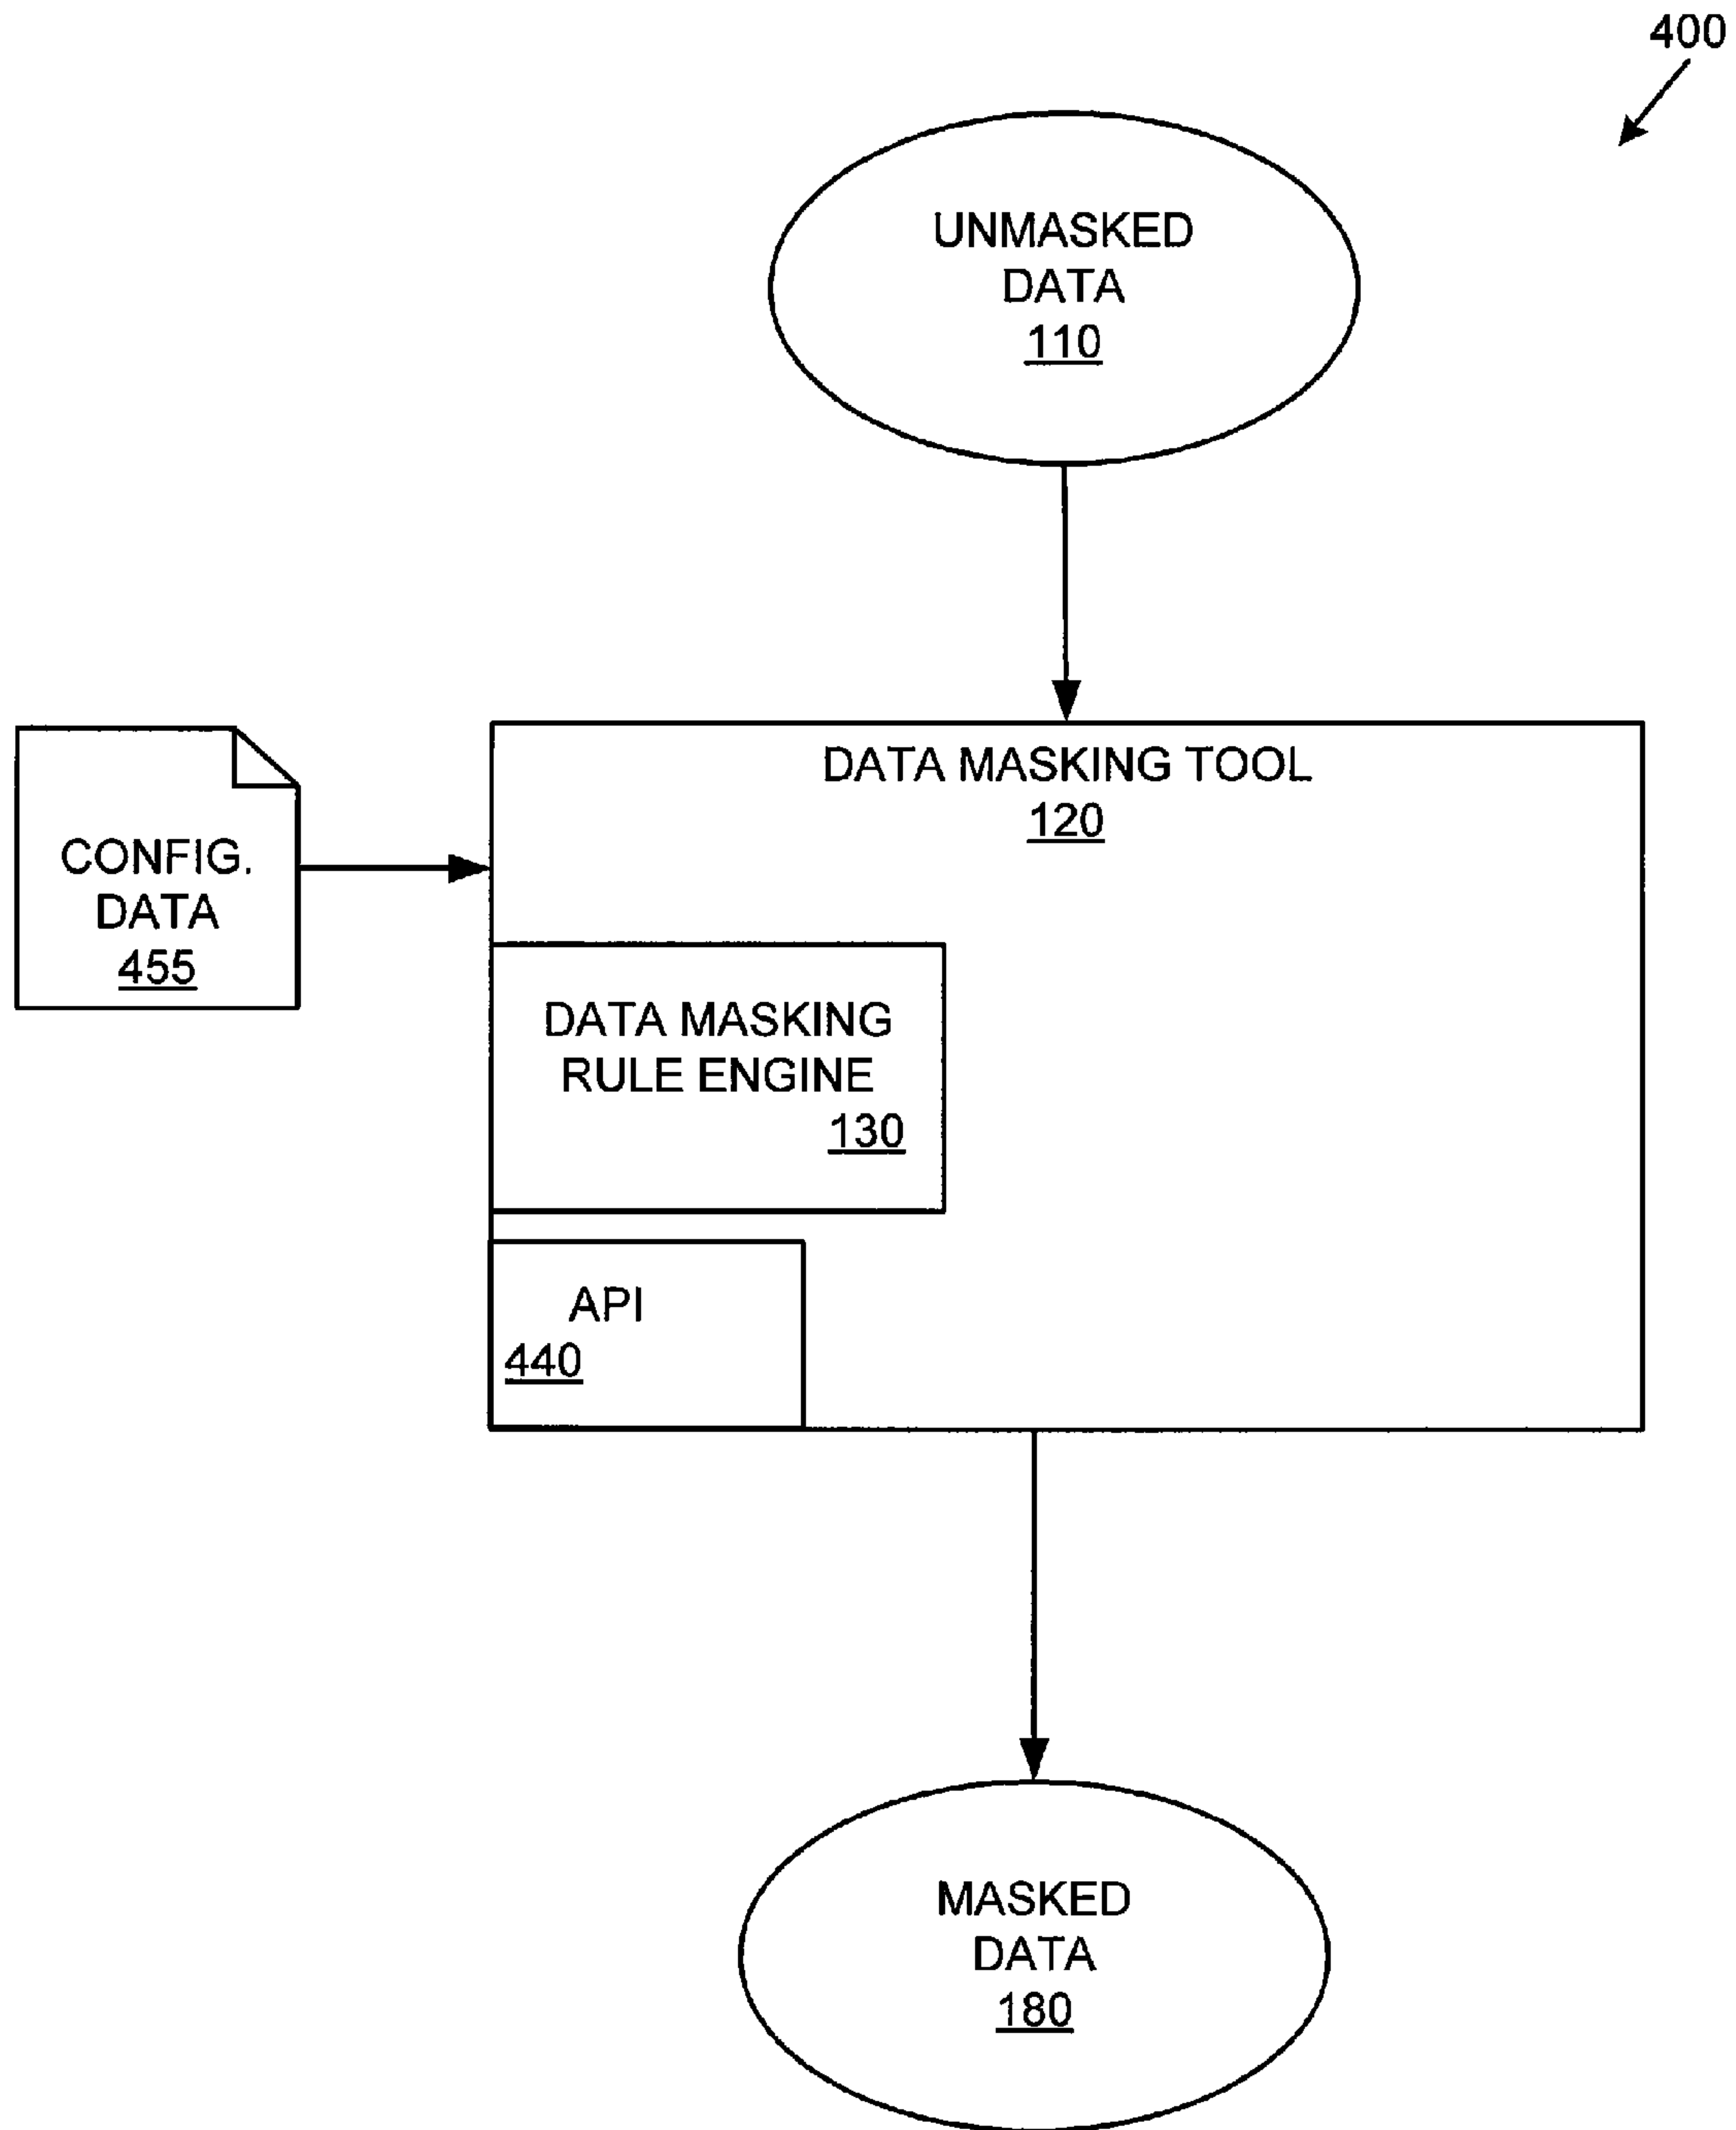 400
UNMASKED
DATA
110
DATA MASKING TOOL
120
CONFIG.
DATA
455
DATA MASKING
RULE ENGINE
130
API
440
MASKED
DATA
180